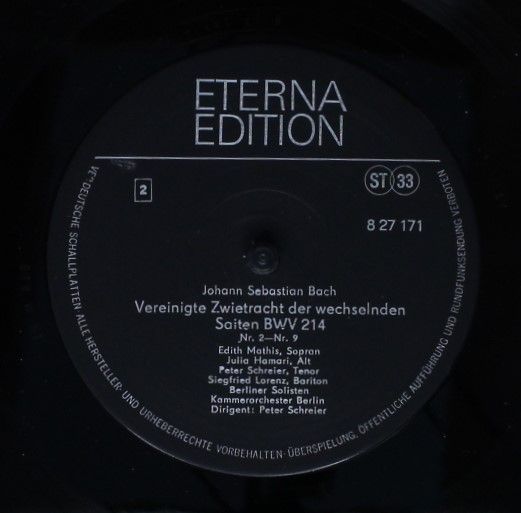 ETERNA
EDITION
2
ST 33
8 27 171
Johann Sebastian Bach
Vereinigte Zwietracht der wechselnden
Saiten BWV 214
Nr. 2—Nr. 9
Edith Mathis, Sopran
Julia Hamari, Alt
Peter Schreier, Tenor
Siegfried Lorenz, Bariton
Berliner Solisten
Kammerorchester Berlin
Dirigent: Peter Schreier
DEUTSCHE SCHALLPLATTEN · ALLE HERSTELLER- UND URHEBERRECHTE VORBEHALTEN · ÜBERSPIELUNG, ÖFFENTLICHE AUFFÜHRUNG UND RUNDFUNKSENDUNG VERBOTEN